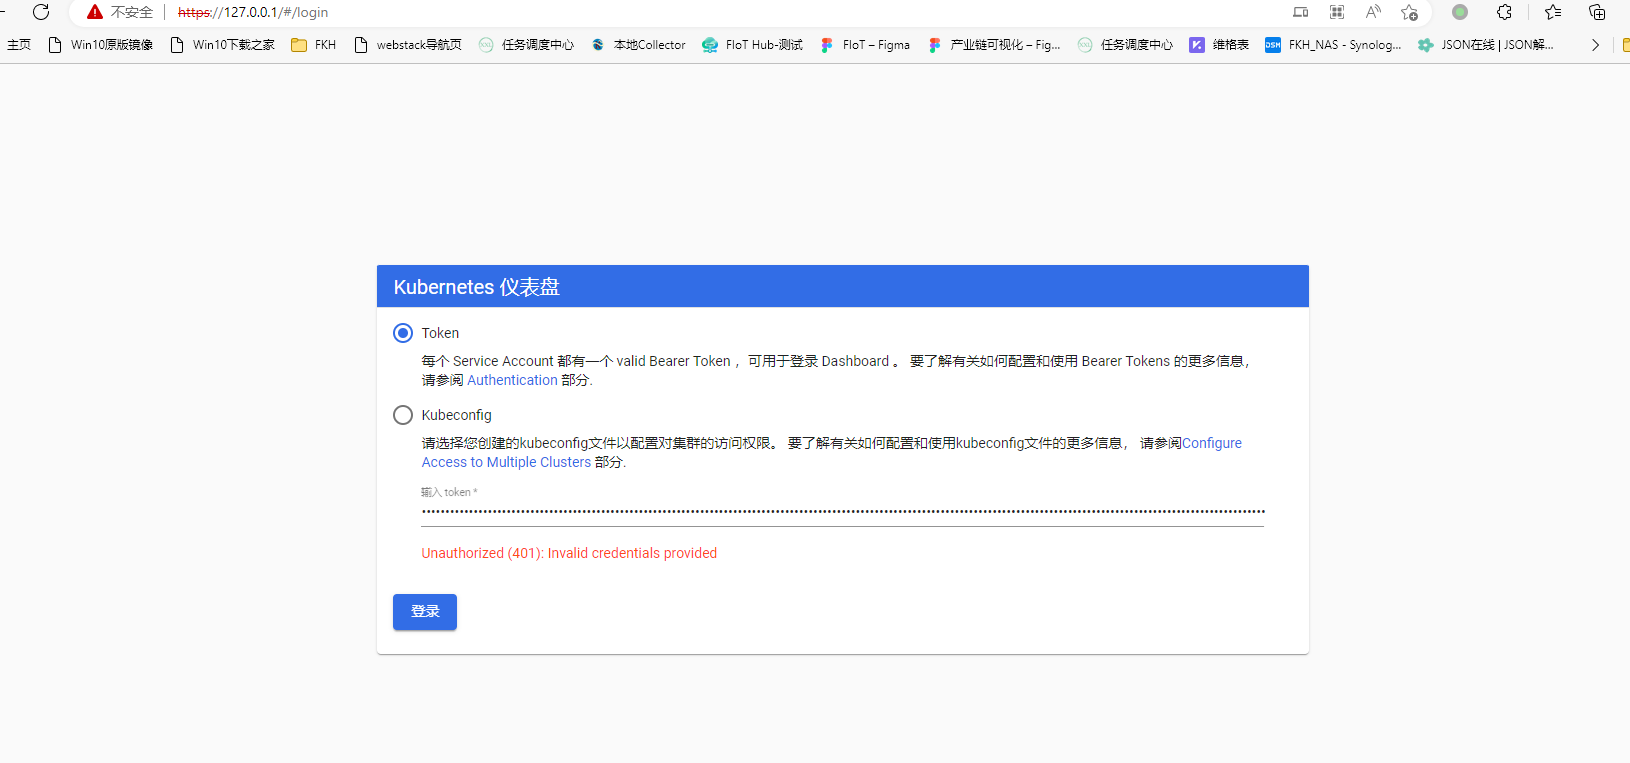 不安全 https://127.0.0.1/#/login
主页 Win10原版镜像 Win10下载之家 FKH webstack导航页 任务调度中心 本地Collector FIoT Hub-测试 FIoT – Figma 产业链可视化 – Fig... 任务调度中心 维格表 DSM FKH_NAS - Synolog... JSON在线 | JSON解...
Kubernetes 仪表盘
Token
每个 Service Account 都有一个 valid Bearer Token ，可用于登录 Dashboard 。 要了解有关如何配置和使用 Bearer Tokens 的更多信息，
请参阅 Authentication 部分.
Kubeconfig
请选择您创建的kubeconfig文件以配置对集群的访问权限。 要了解有关如何配置和使用kubeconfig文件的更多信息， 请参阅Configure
Access to Multiple Clusters 部分.
输入 token *
Unauthorized (401): Invalid credentials provided
登录